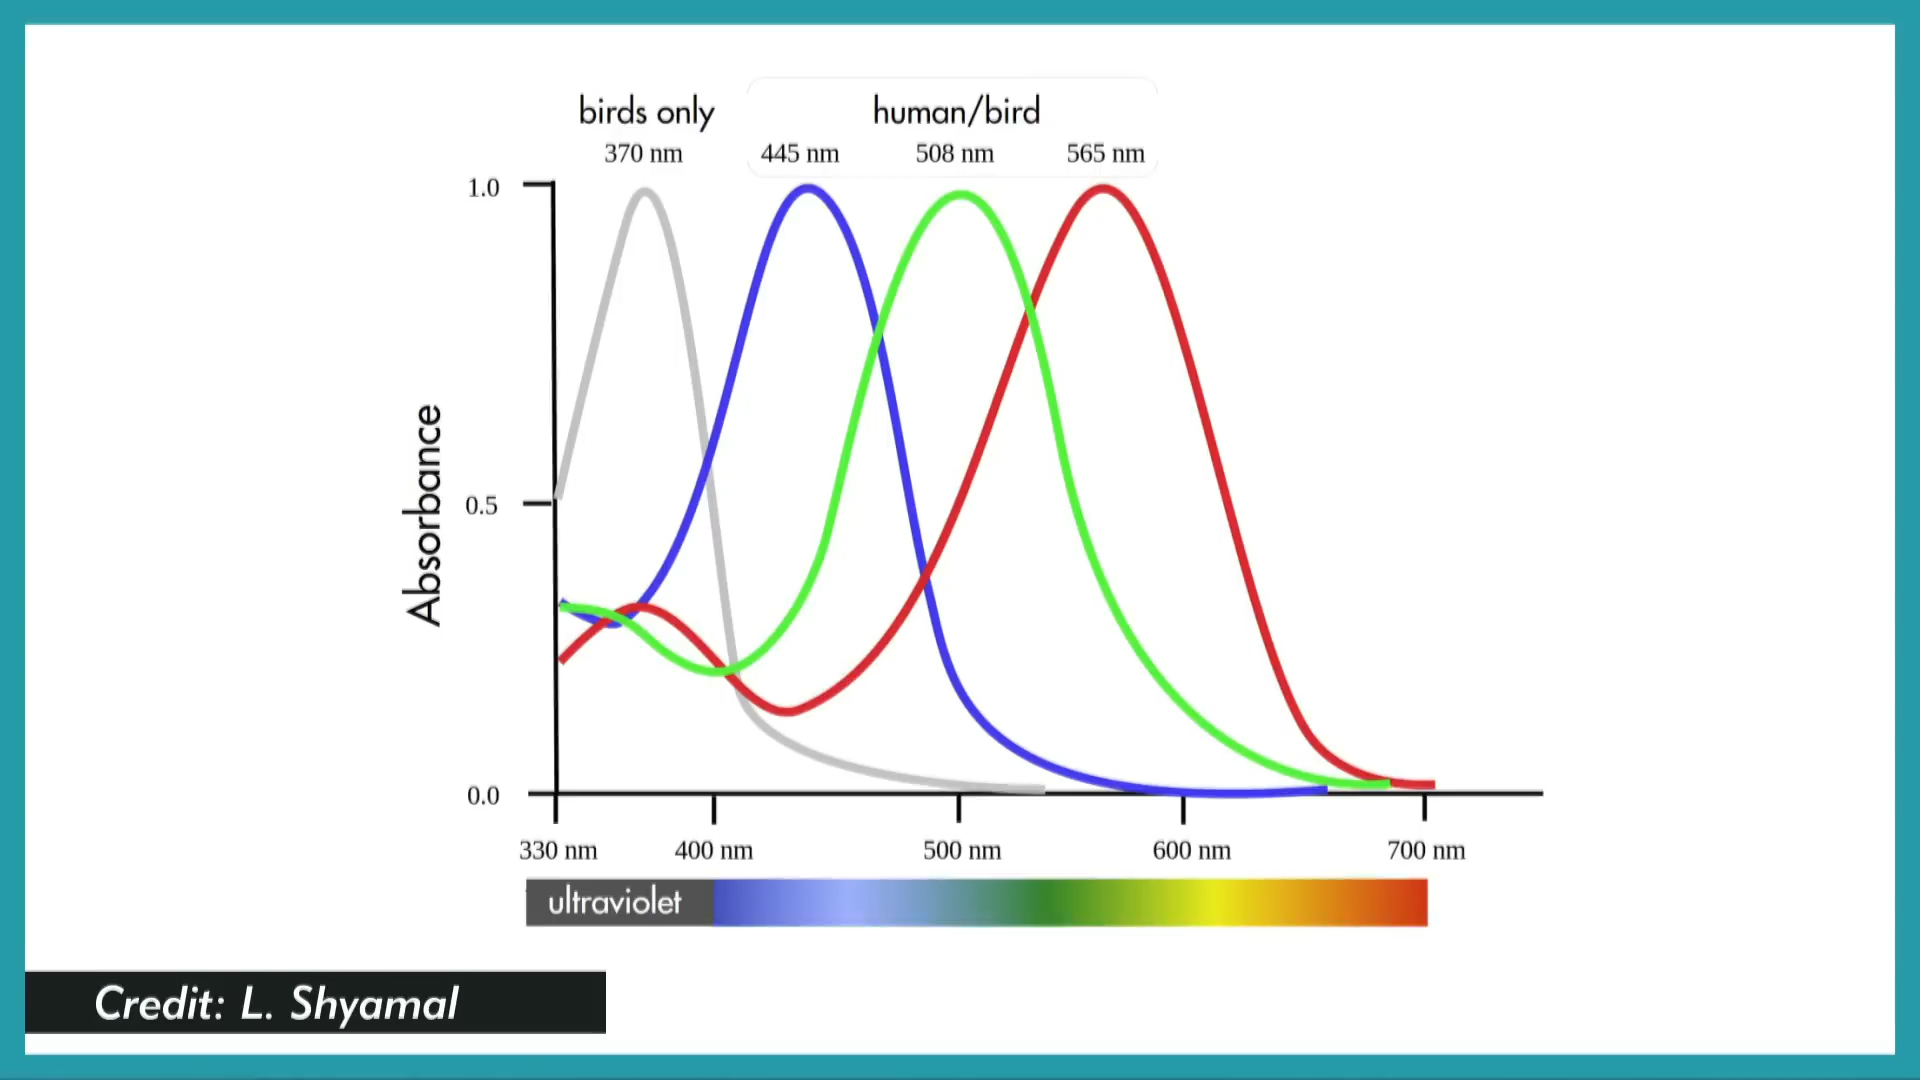 birds only
human/bird
370 nm
445 nm
508 nm
565 nm
1.0
Absorbance
0.5
0.0
330 nm
400 nm
500 nm
600 nm
700 nm
ultraviolet
Credit: L. Shyamal